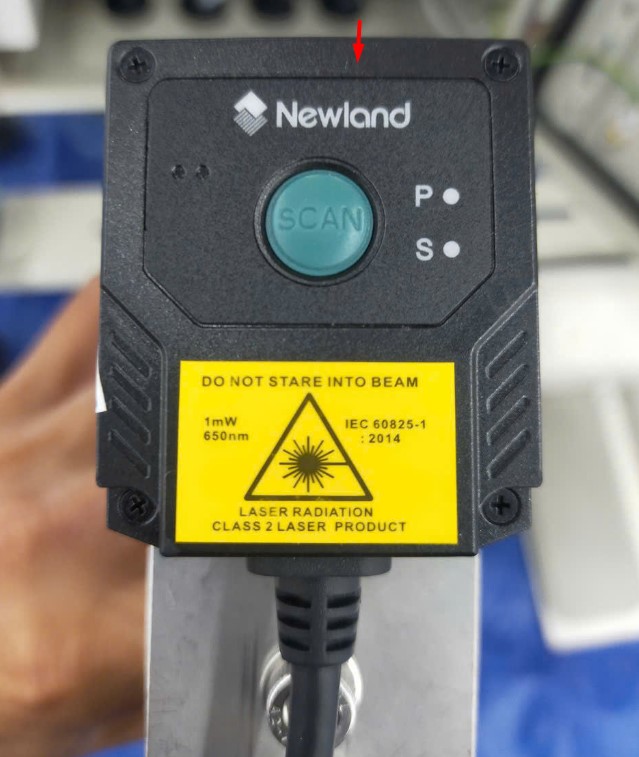 Newland
SCAN
P
S
DO NOT STARE INTO BEAM
1mW
650nm
IEC 60825-1
: 2014
LASER RADIATION
CLASS 2 LASER PRODUCT